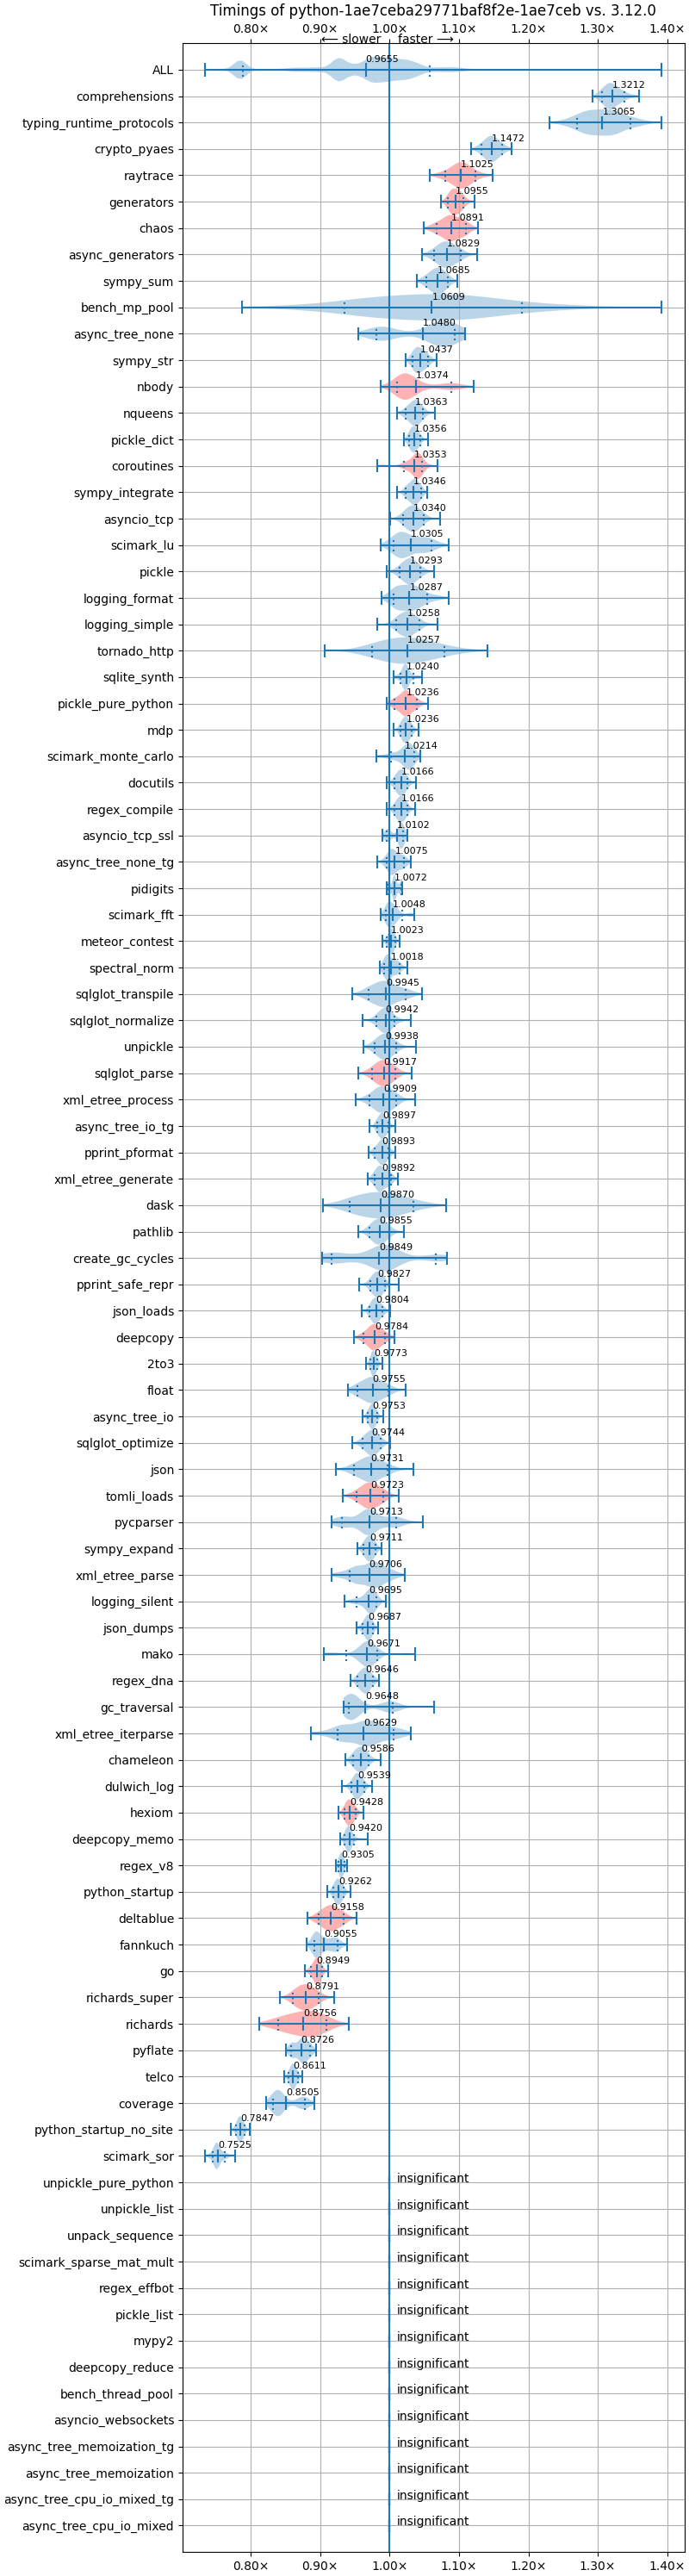 Timings of python-1ae7ceba29771baf8f2e-1ae7ceb vs. 3.12.0
0.80× 0.90× 1.00× 1.10× 1.20× 1.30× 1.40×
← slower faster →
ALL 0.9655
comprehensions 1.3212
typing_runtime_protocols 1.3065
crypto_pyaes 1.1472
raytrace 1.1025
generators 1.0955
chaos 1.0891
async_generators 1.0829
sympy_sum 1.0685
bench_mp_pool 1.0609
async_tree_none 1.0480
sympy_str 1.0437
nbody 1.0374
nqueens 1.0363
pickle_dict 1.0356
coroutines 1.0353
sympy_integrate 1.0346
asyncio_tcp 1.0340
scimark_lu 1.0305
pickle 1.0293
logging_format 1.0287
logging_simple 1.0258
tornado_http 1.0257
sqlite_synth 1.0240
pickle_pure_python 1.0236
mdp 1.0236
scimark_monte_carlo 1.0214
docutils 1.0166
regex_compile 1.0166
asyncio_tcp_ssl 1.0102
async_tree_none_tg 1.0075
pidigits 1.0072
scimark_fft 1.0048
meteor_contest 1.0023
spectral_norm 1.0018
sqlglot_transpile 0.9945
sqlglot_normalize 0.9942
unpickle 0.9938
sqlglot_parse 0.9917
xml_etree_process 0.9909
async_tree_io_tg 0.9897
pprint_pformat 0.9893
xml_etree_generate 0.9892
dask 0.9870
pathlib 0.9855
create_gc_cycles 0.9849
pprint_safe_repr 0.9827
json_loads 0.9804
deepcopy 0.9784
2to3 0.9773
float 0.9755
async_tree_io 0.9753
sqlglot_optimize 0.9744
json 0.9731
tomli_loads 0.9723
pycparser 0.9713
sympy_expand 0.9711
xml_etree_parse 0.9706
logging_silent 0.9695
json_dumps 0.9687
mako 0.9671
regex_dna 0.9646
gc_traversal 0.9648
xml_etree_iterparse 0.9629
chameleon 0.9586
dulwich_log 0.9539
hexiom 0.9428
deepcopy_memo 0.9420
regex_v8 0.9305
python_startup 0.9262
deltablue 0.9158
fannkuch 0.9055
go 0.8949
richards_super 0.8791
richards 0.8756
pyflate 0.8726
telco 0.8611
coverage 0.8505
python_startup_no_site 0.7847
scimark_sor 0.7525
unpickle_pure_python insignificant
unpickle_list insignificant
unpack_sequence insignificant
scimark_sparse_mat_mult insignificant
regex_effbot insignificant
pickle_list insignificant
mypy2 insignificant
deepcopy_reduce insignificant
bench_thread_pool insignificant
asyncio_websockets insignificant
async_tree_memoization_tg insignificant
async_tree_memoization insignificant
async_tree_cpu_io_mixed_tg insignificant
async_tree_cpu_io_mixed insignificant
0.80× 0.90× 1.00× 1.10× 1.20× 1.30× 1.40×